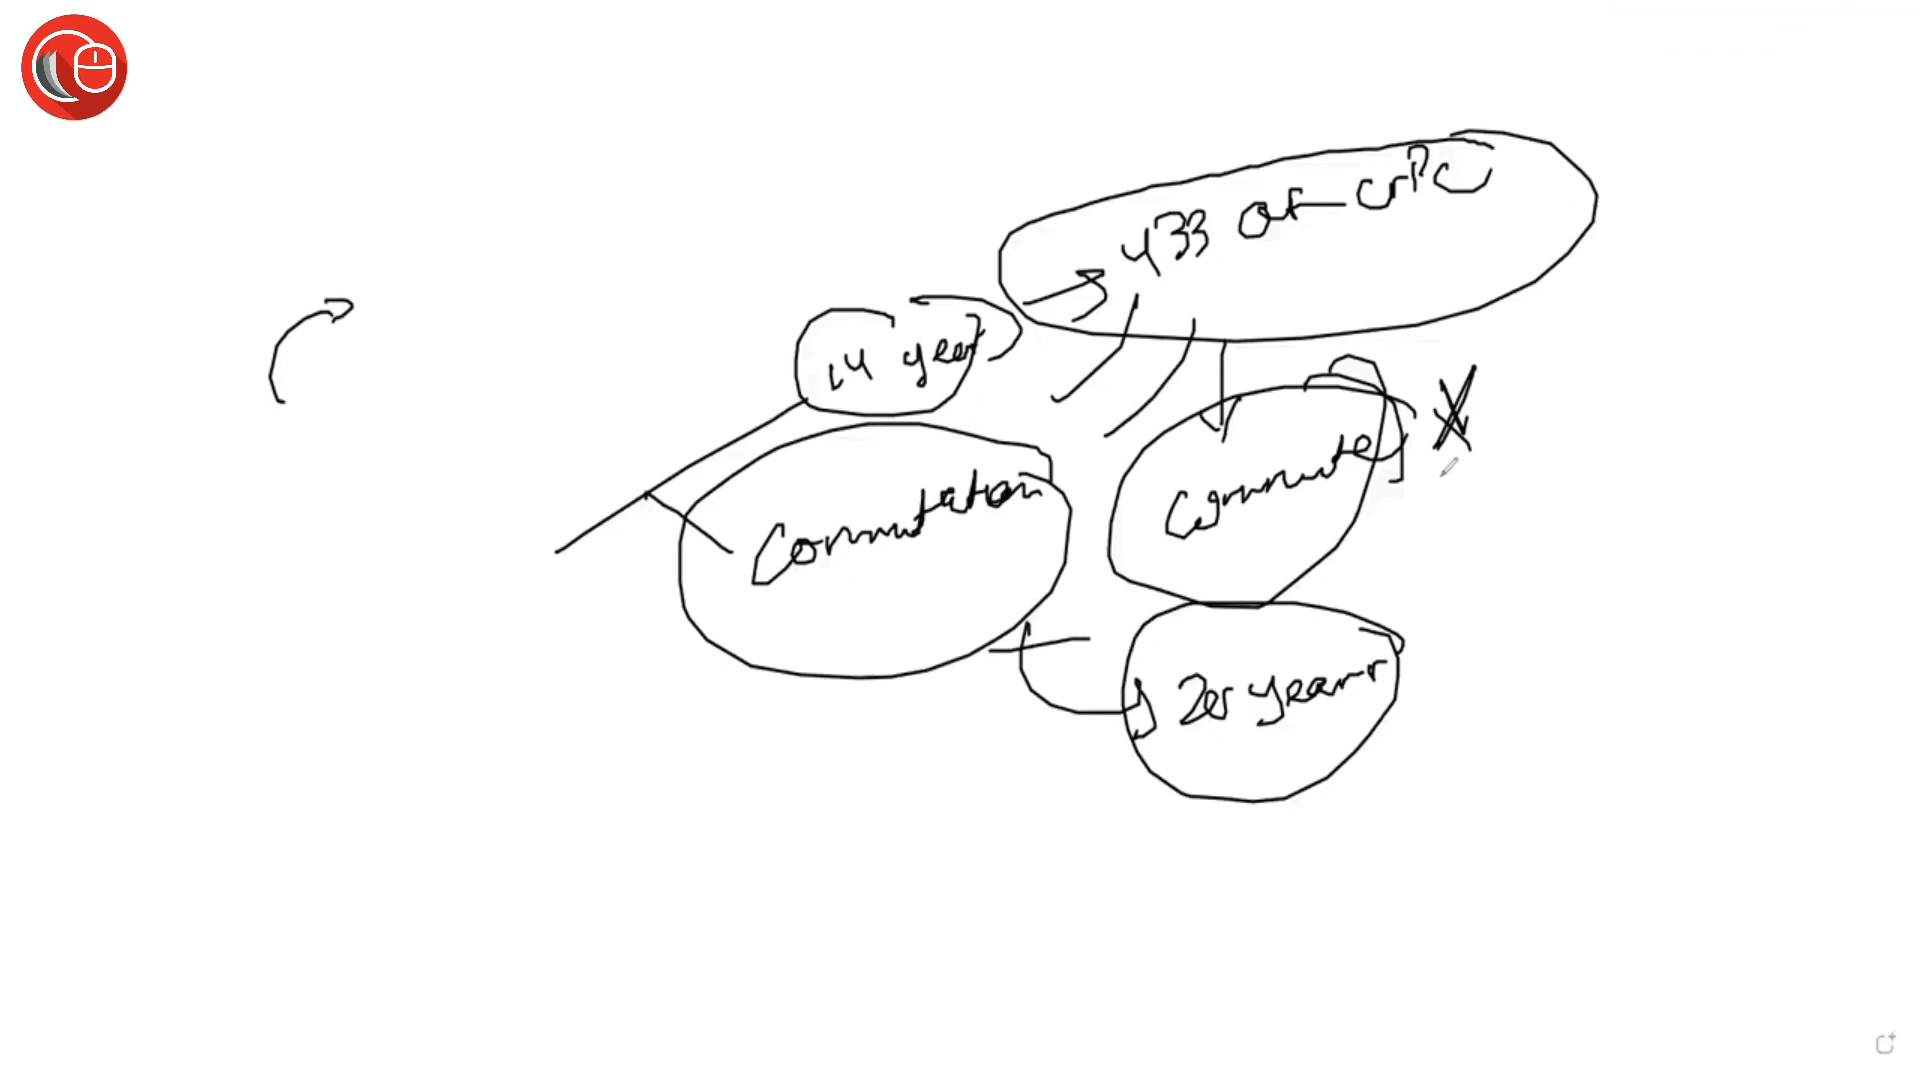 433 of CrPC
14 year
Commute
Commutation
20 years